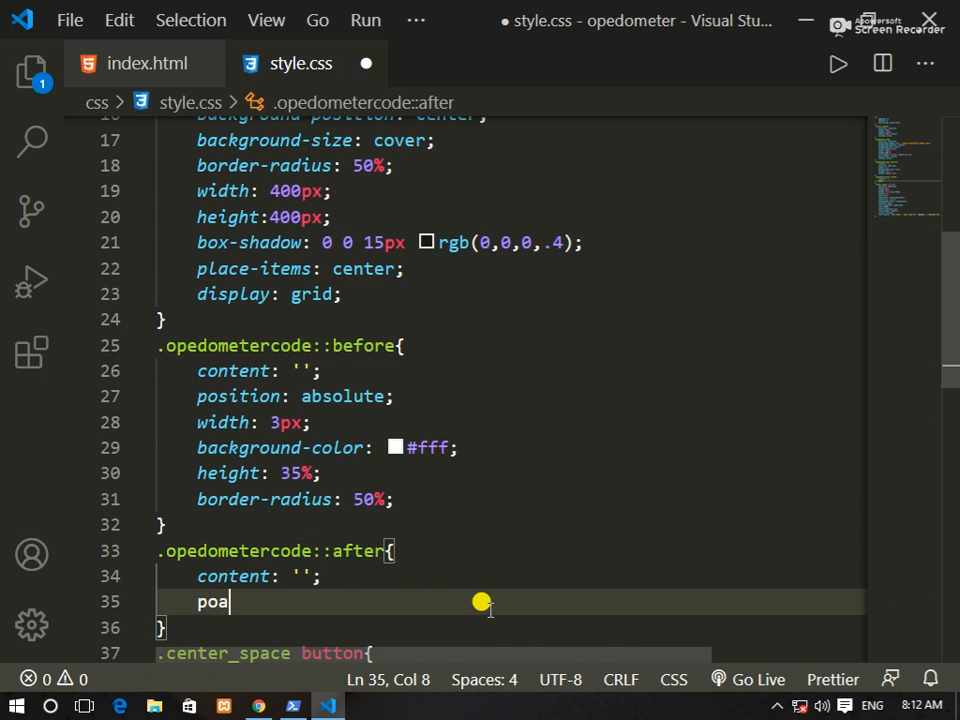 File Edit Selection View Go Run ···
● style.css - opedometer - Visual Stu...
Apowersoft
Screen Recorder
index.html
style.css
1
css > style.css > .opedometercode::after
17 background-size: cover;
18 border-radius: 50%;
19 width: 400px;
20 height:400px;
21 box-shadow: 0 0 15px rgb(0,0,0,.4);
22 place-items: center;
23 display: grid;
24 }
25 .opedometercode::before{
26 content: '';
27 position: absolute;
28 width: 3px;
29 background-color: #fff;
30 height: 35%;
31 border-radius: 50%;
32 }
33 .opedometercode::after{
34 content: '';
35 poa
36 }
37 .center_space button{
0 0 Ln 35, Col 8 Spaces: 4 UTF-8 CRLF CSS Go Live Prettier
ENG 8:12 AM